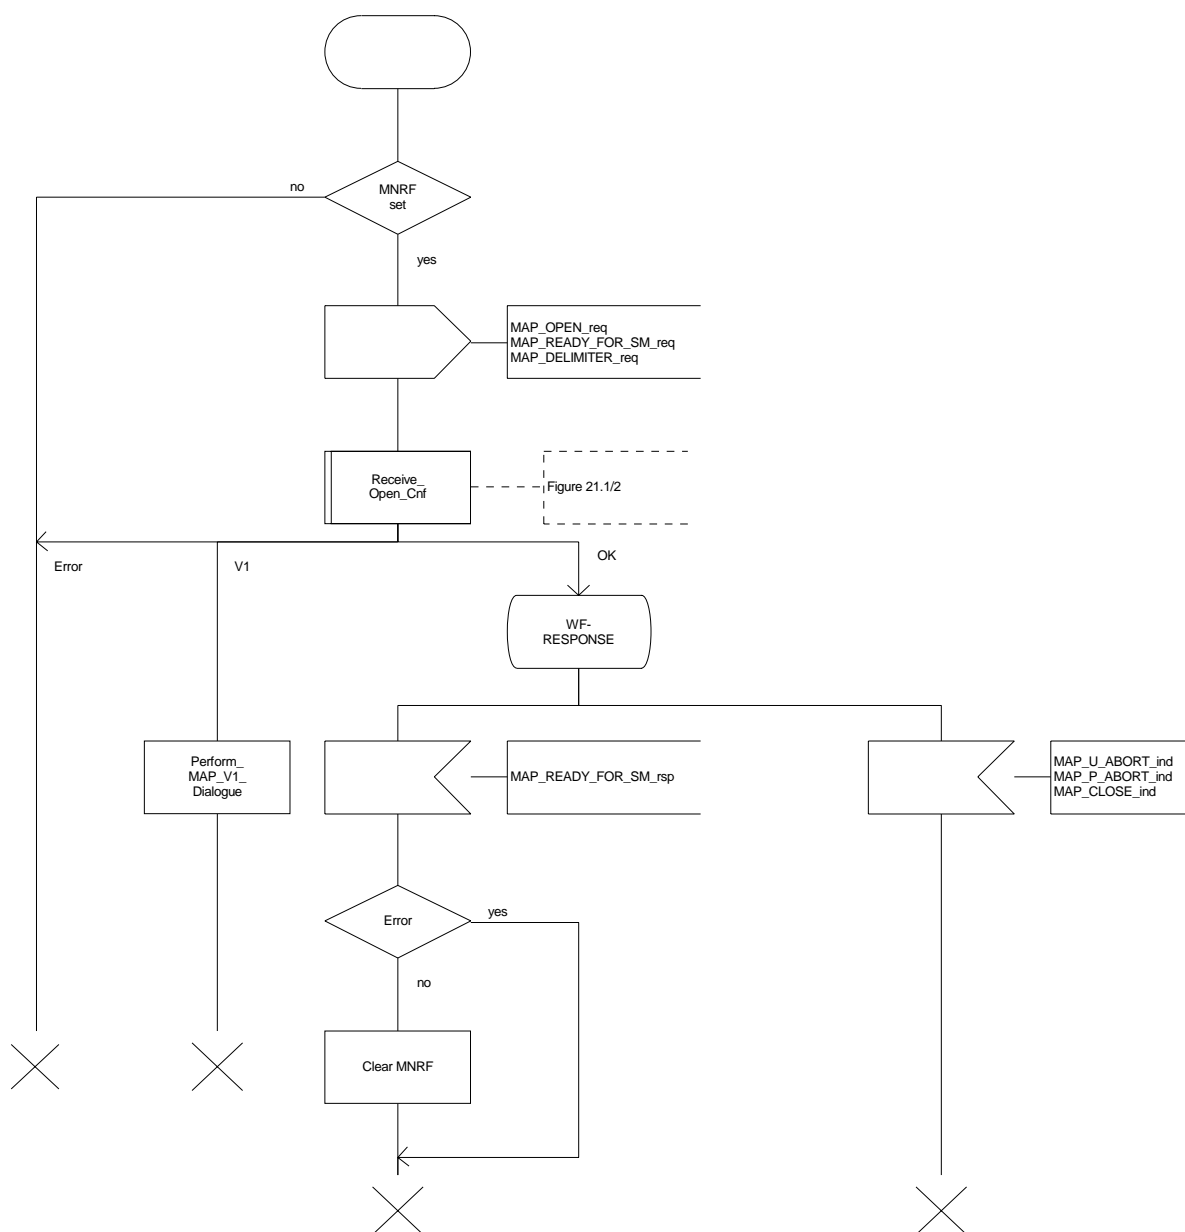 MNRF
set
no
yes
MAP_OPEN_req
MAP_READY_FOR_SM_req
MAP_DELIMITER_req
Receive_
Open_Cnf
Figure 21.1/2
Error
V1
OK
WF-
RESPONSE
Perform_
MAP_V1_
Dialogue
MAP_READY_FOR_SM_rsp
MAP_U_ABORT_ind
MAP_P_ABORT_ind
MAP_CLOSE_ind
Error
yes
no
Clear MNRF